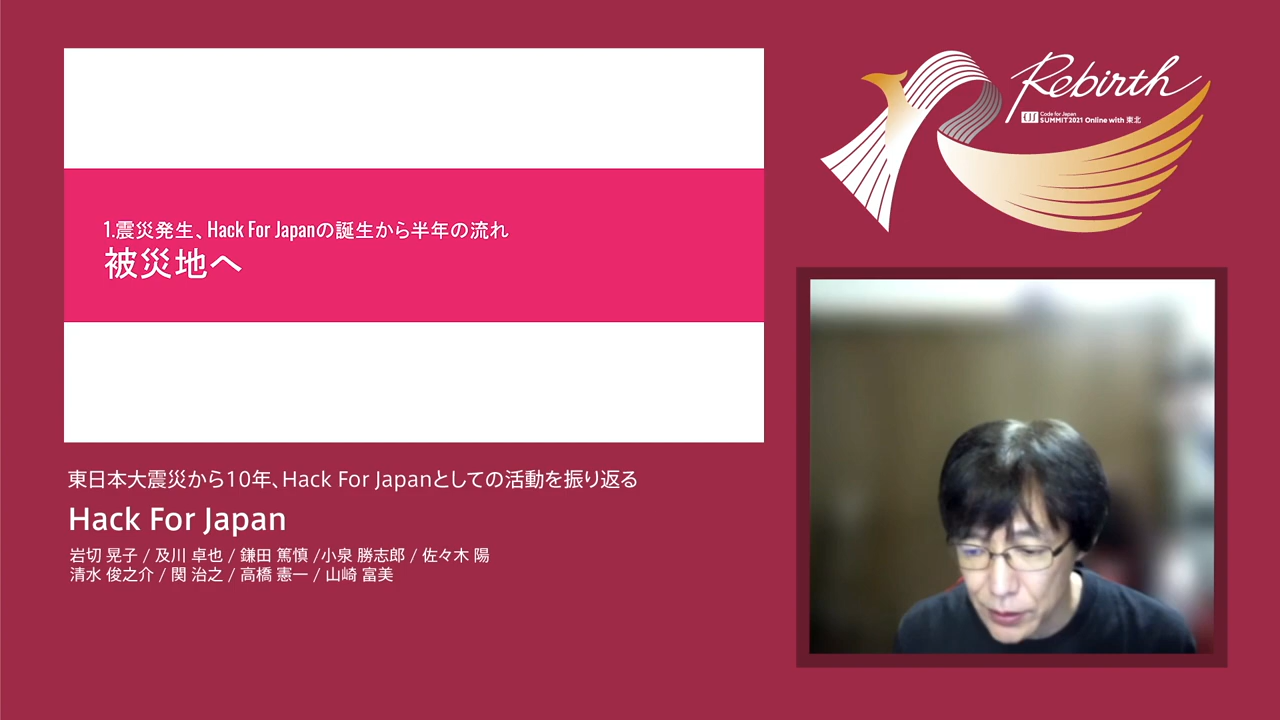 1.震災発生、Hack For Japanの誕生から半年の流れ
被災地へ
Rebirth
Code for Japan
SUMMIT2021 Online with 東北
東日本大震災から10年、Hack For Japanとしての活動を振り返る
Hack For Japan
岩切 晃子 / 及川 卓也 / 鎌田 篤慎 /小泉 勝志郎 / 佐々木 陽
清水 俊之介 / 関 治之 / 高橋 憲一 / 山崎 富美